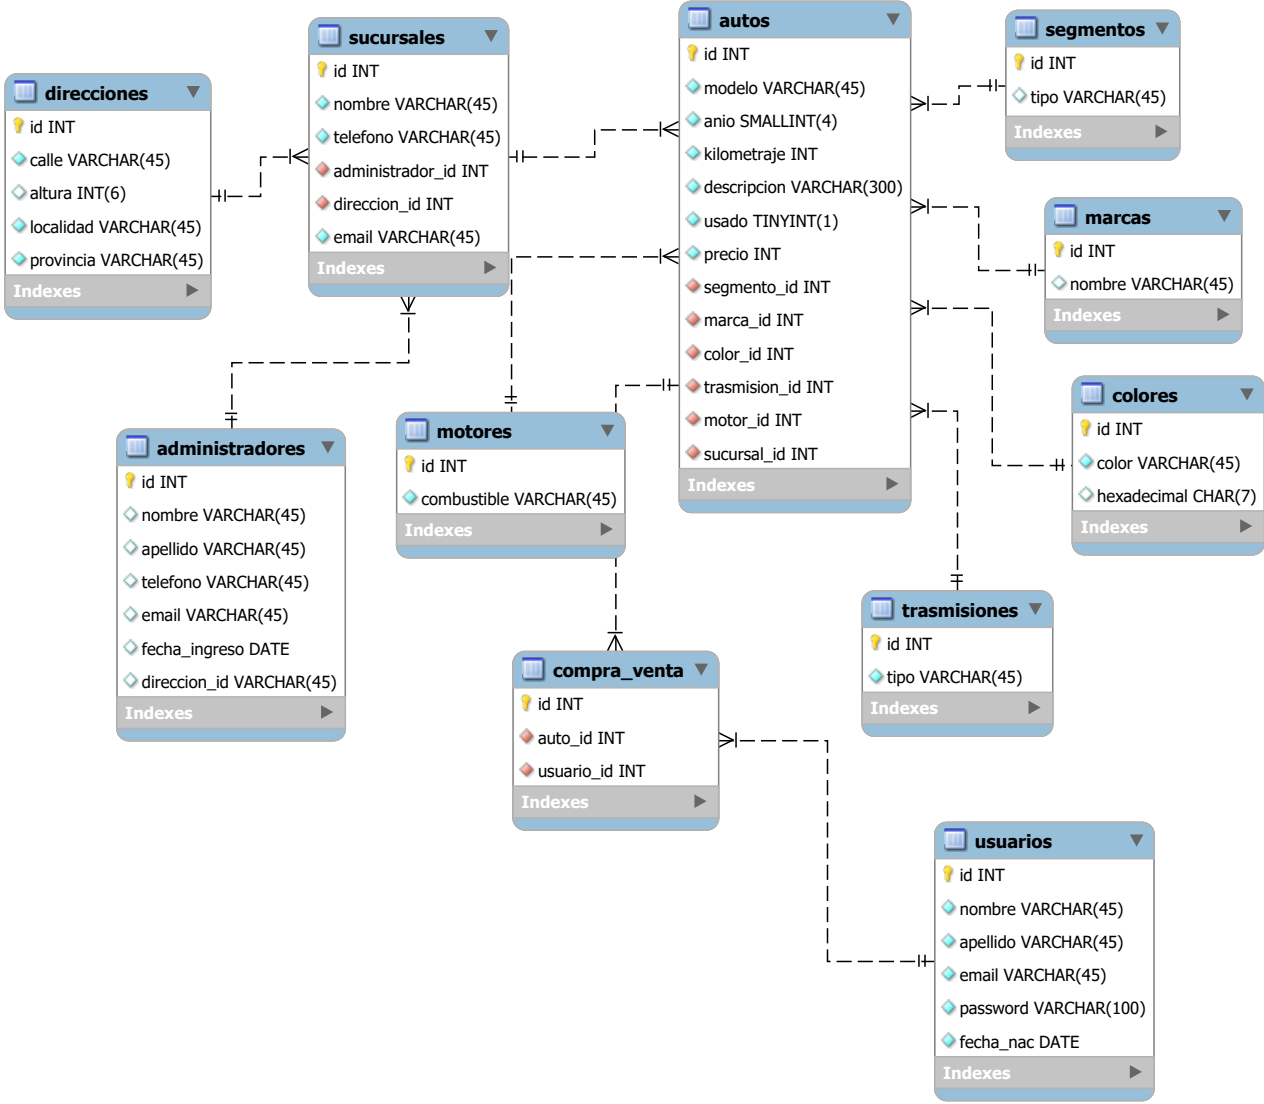 direcciones
id INT
calle VARCHAR(45)
altura INT(6)
localidad VARCHAR(45)
provincia VARCHAR(45)
Indexes
sucursales
id INT
nombre VARCHAR(45)
telefono VARCHAR(45)
administrador_id INT
direccion_id INT
email VARCHAR(45)
Indexes
autos
id INT
modelo VARCHAR(45)
anio SMALLINT(4)
kilometraje INT
descripcion VARCHAR(300)
usado TINYINT(1)
precio INT
segmento_id INT
marca_id INT
color_id INT
trasmision_id INT
motor_id INT
sucursal_id INT
Indexes
segmentos
id INT
tipo VARCHAR(45)
Indexes
marcas
id INT
nombre VARCHAR(45)
Indexes
colores
id INT
color VARCHAR(45)
hexadecimal CHAR(7)
Indexes
administradores
id INT
nombre VARCHAR(45)
apellido VARCHAR(45)
telefono VARCHAR(45)
email VARCHAR(45)
fecha_ingreso DATE
direccion_id VARCHAR(45)
Indexes
motores
id INT
combustible VARCHAR(45)
Indexes
trasmisiones
id INT
tipo VARCHAR(45)
Indexes
compra_venta
id INT
auto_id INT
usuario_id INT
Indexes
usuarios
id INT
nombre VARCHAR(45)
apellido VARCHAR(45)
email VARCHAR(45)
password VARCHAR(100)
fecha_nac DATE
Indexes